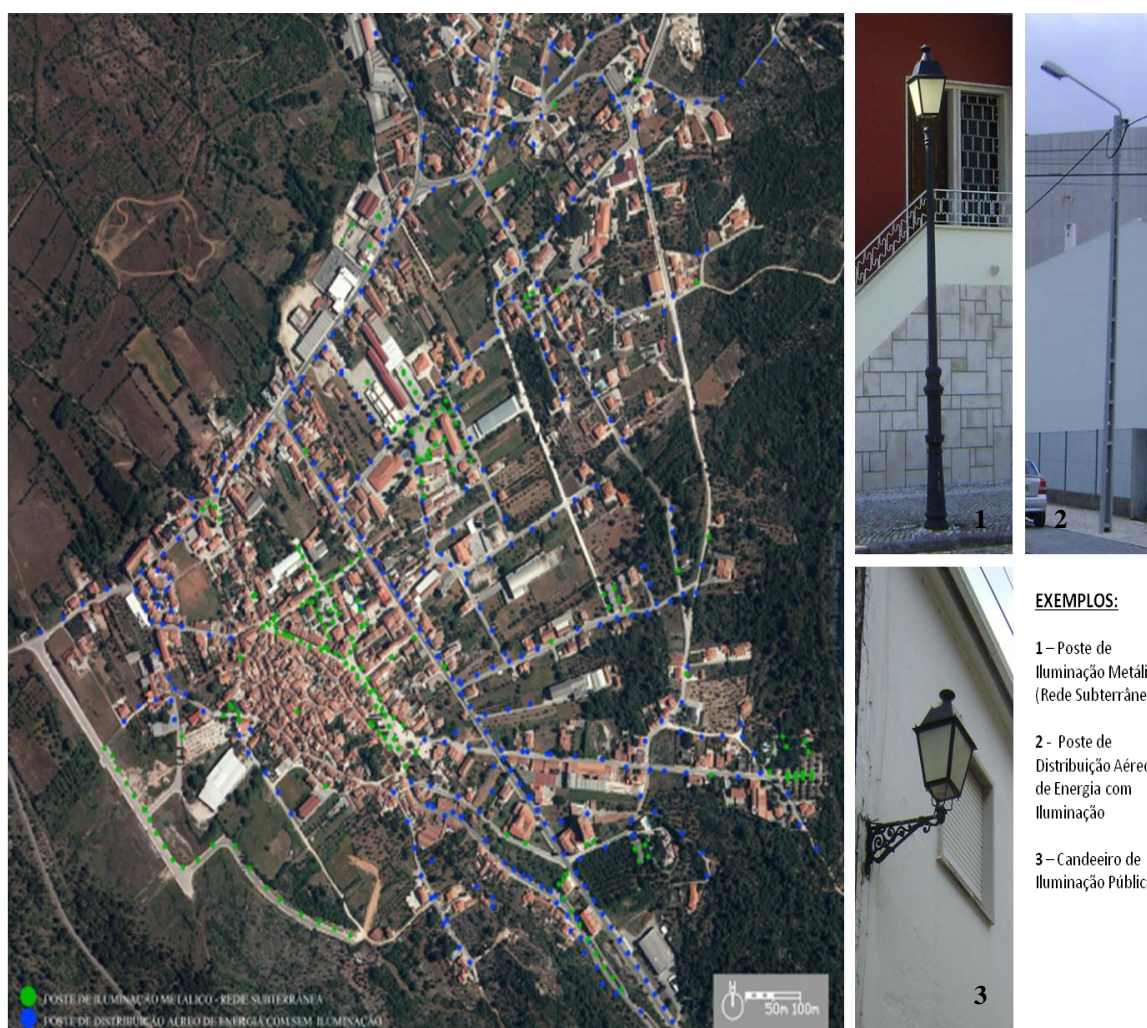 POSTE DE ILUMINAÇÃO METALICO - REDE SUBTERRÂNEA
POSTE DE DISTRIBUIÇÃO AEREO DE ENERGIA COM/SEM ILUMINAÇÃO
50m 100m
1
2
3
EXEMPLOS:
1 – Poste de
Iluminação Metáli
(Rede Subterrâne
2 - Poste de
Distribuição Aérec
de Energia com
Iluminação
3 – Candeeiro de
Iluminação Públic